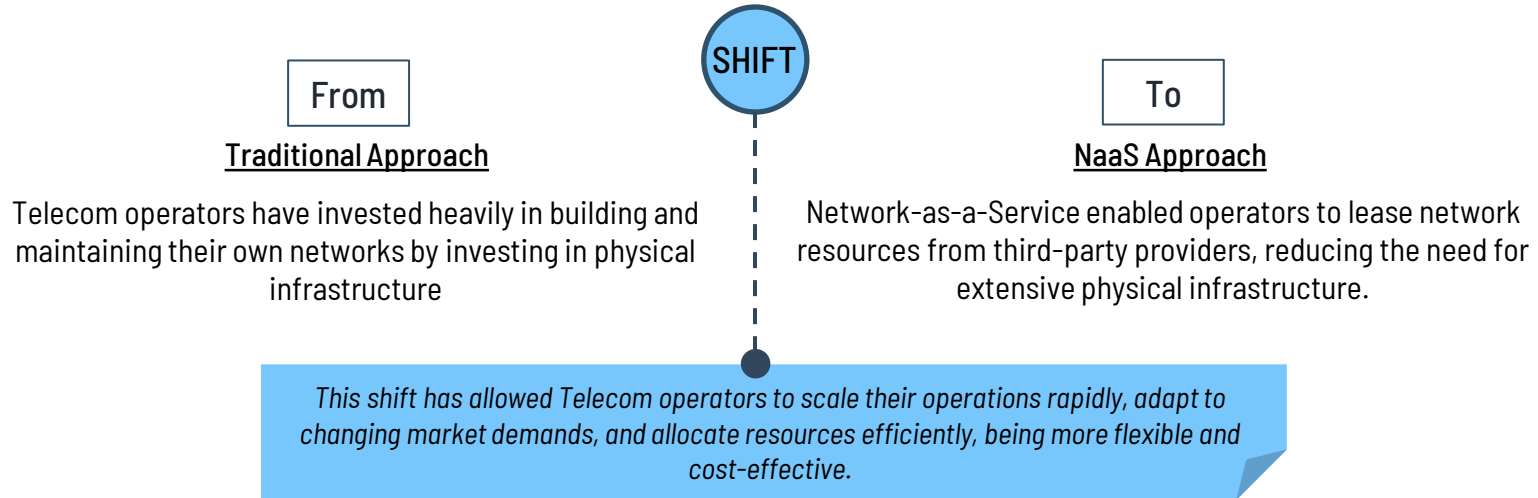 SHIFT
From
Traditional Approach
Telecom operators have invested heavily in building and
maintaining their own networks by investing in physical
infrastructure
To
NaaS Approach
Network-as-a-Service enabled operators to lease network
resources from third-party providers, reducing the need for
extensive physical infrastructure.
This shift has allowed Telecom operators to scale their operations rapidly, adapt to
changing market demands, and allocate resources efficiently, being more flexible and
cost-effective.